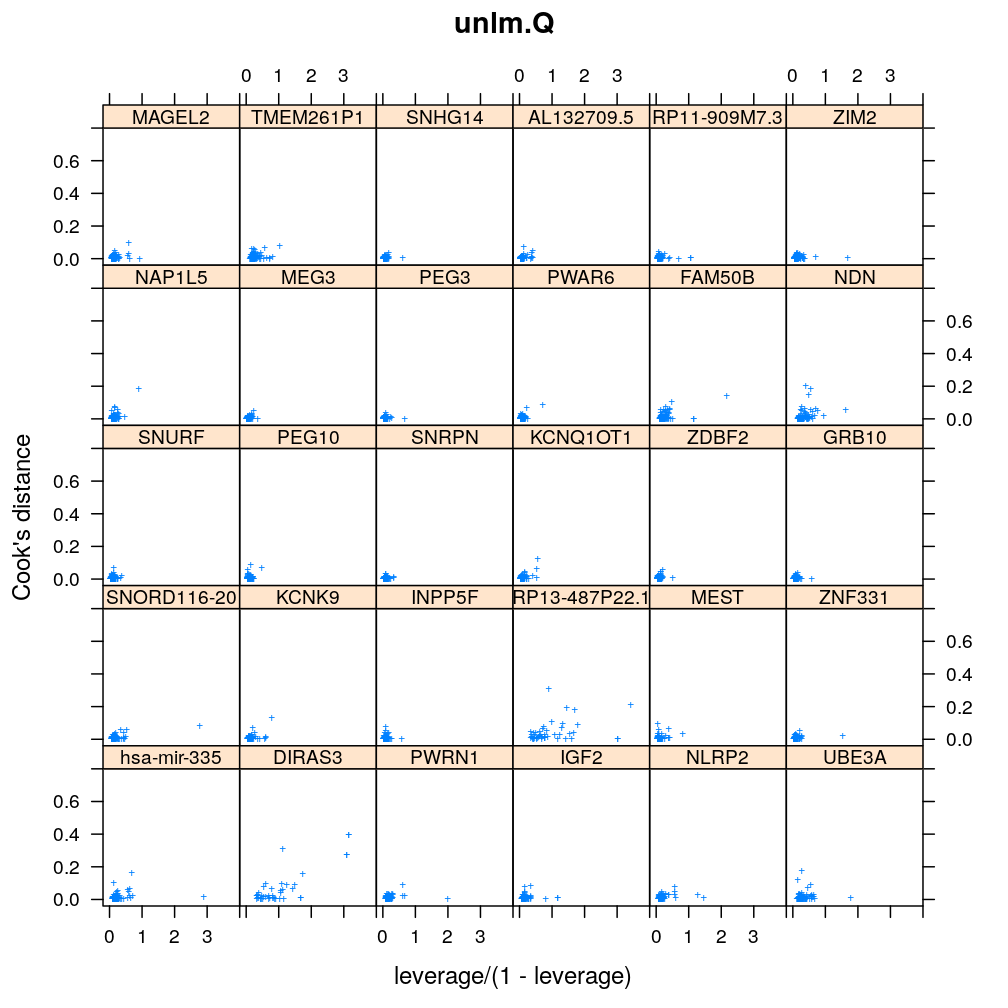 unlm.Q
0 1 2 3 0 1 2 3 0 1 2 3
MAGEL2 TMEM261P1 SNHG14 AL132709.5 RP11-909M7.3 ZIM2
0.6
0.4
0.2
0.0
NAP1L5 MEG3 PEG3 PWAR6 FAM50B NDN
0.6
0.4
0.2
0.0
SNURF PEG10 SNRPN KCNQ1OT1 ZDBF2 GRB10
0.6
0.4
0.2
0.0
SNORD116-20 KCNK9 INPP5F RP13-487P22.1 MEST ZNF331
0.6
0.4
0.2
0.0
hsa-mir-335 DIRAS3 PWRN1 IGF2 NLRP2 UBE3A
0.6
0.4
0.2
0.0
0 1 2 3 0 1 2 3 0 1 2 3
Cook's distance
leverage/(1 - leverage)